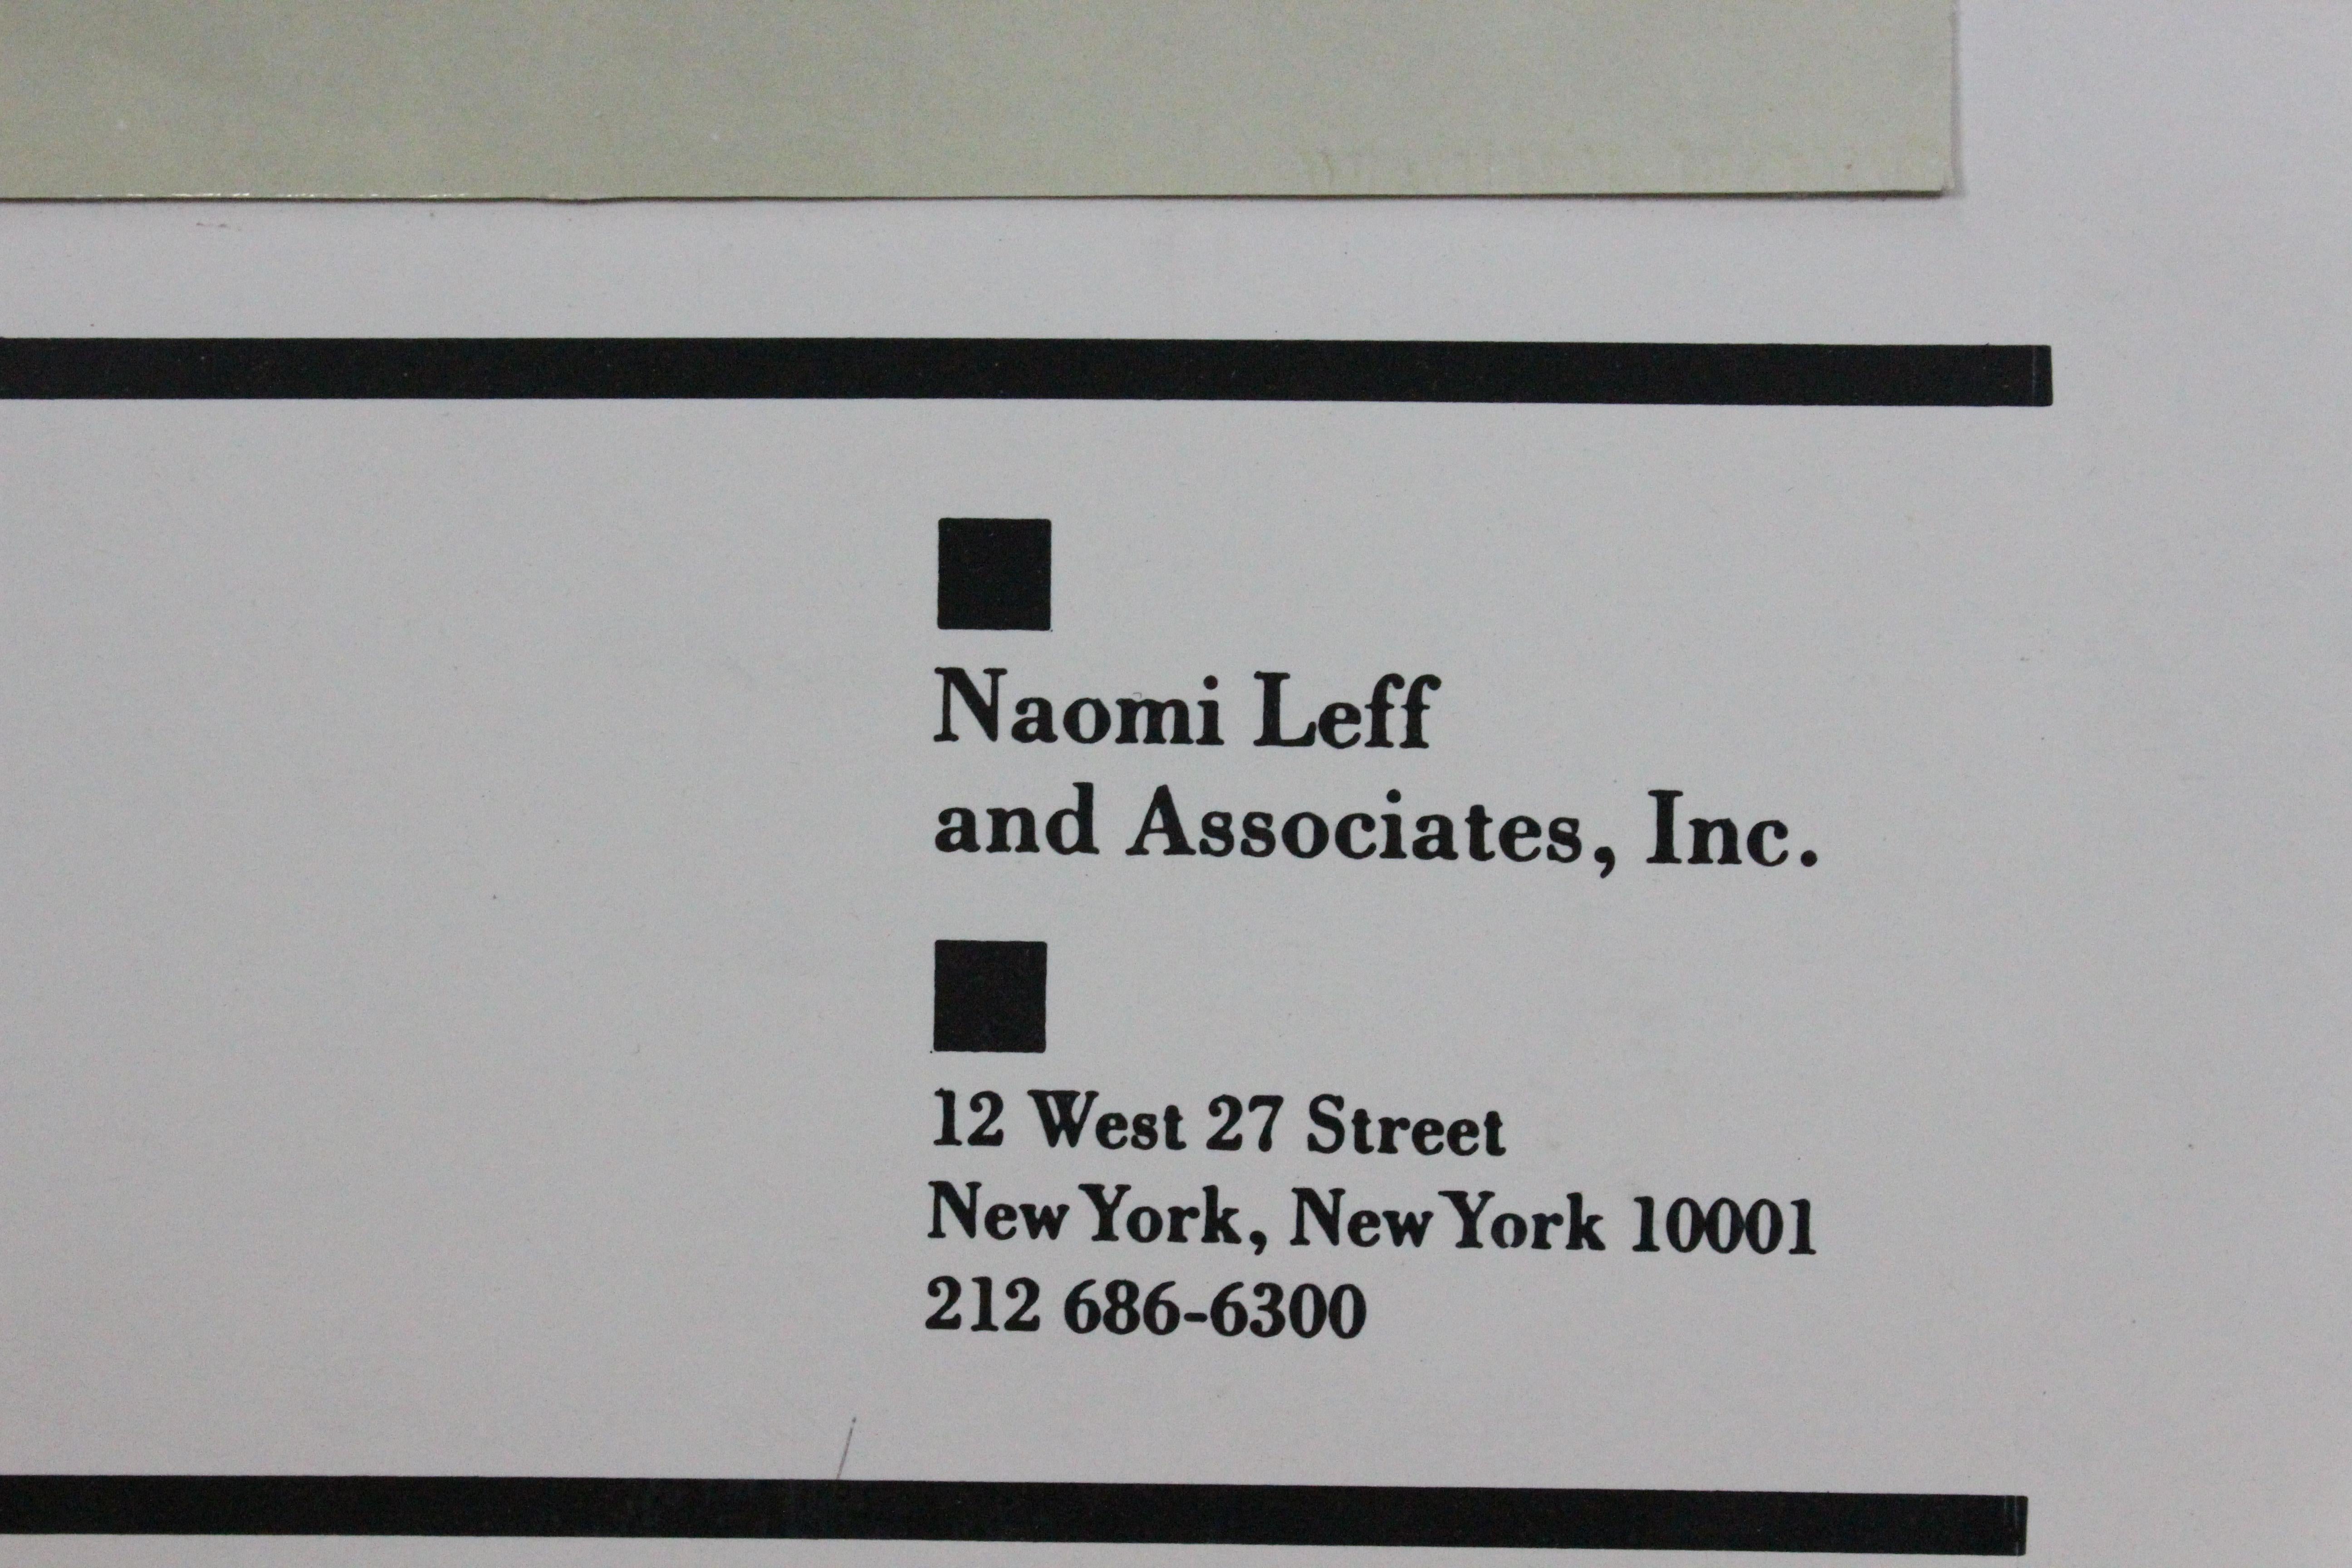 Naomi Leff
and Associates, Inc.
12 West 27 Street
New York, New York 10001
212 686-6300